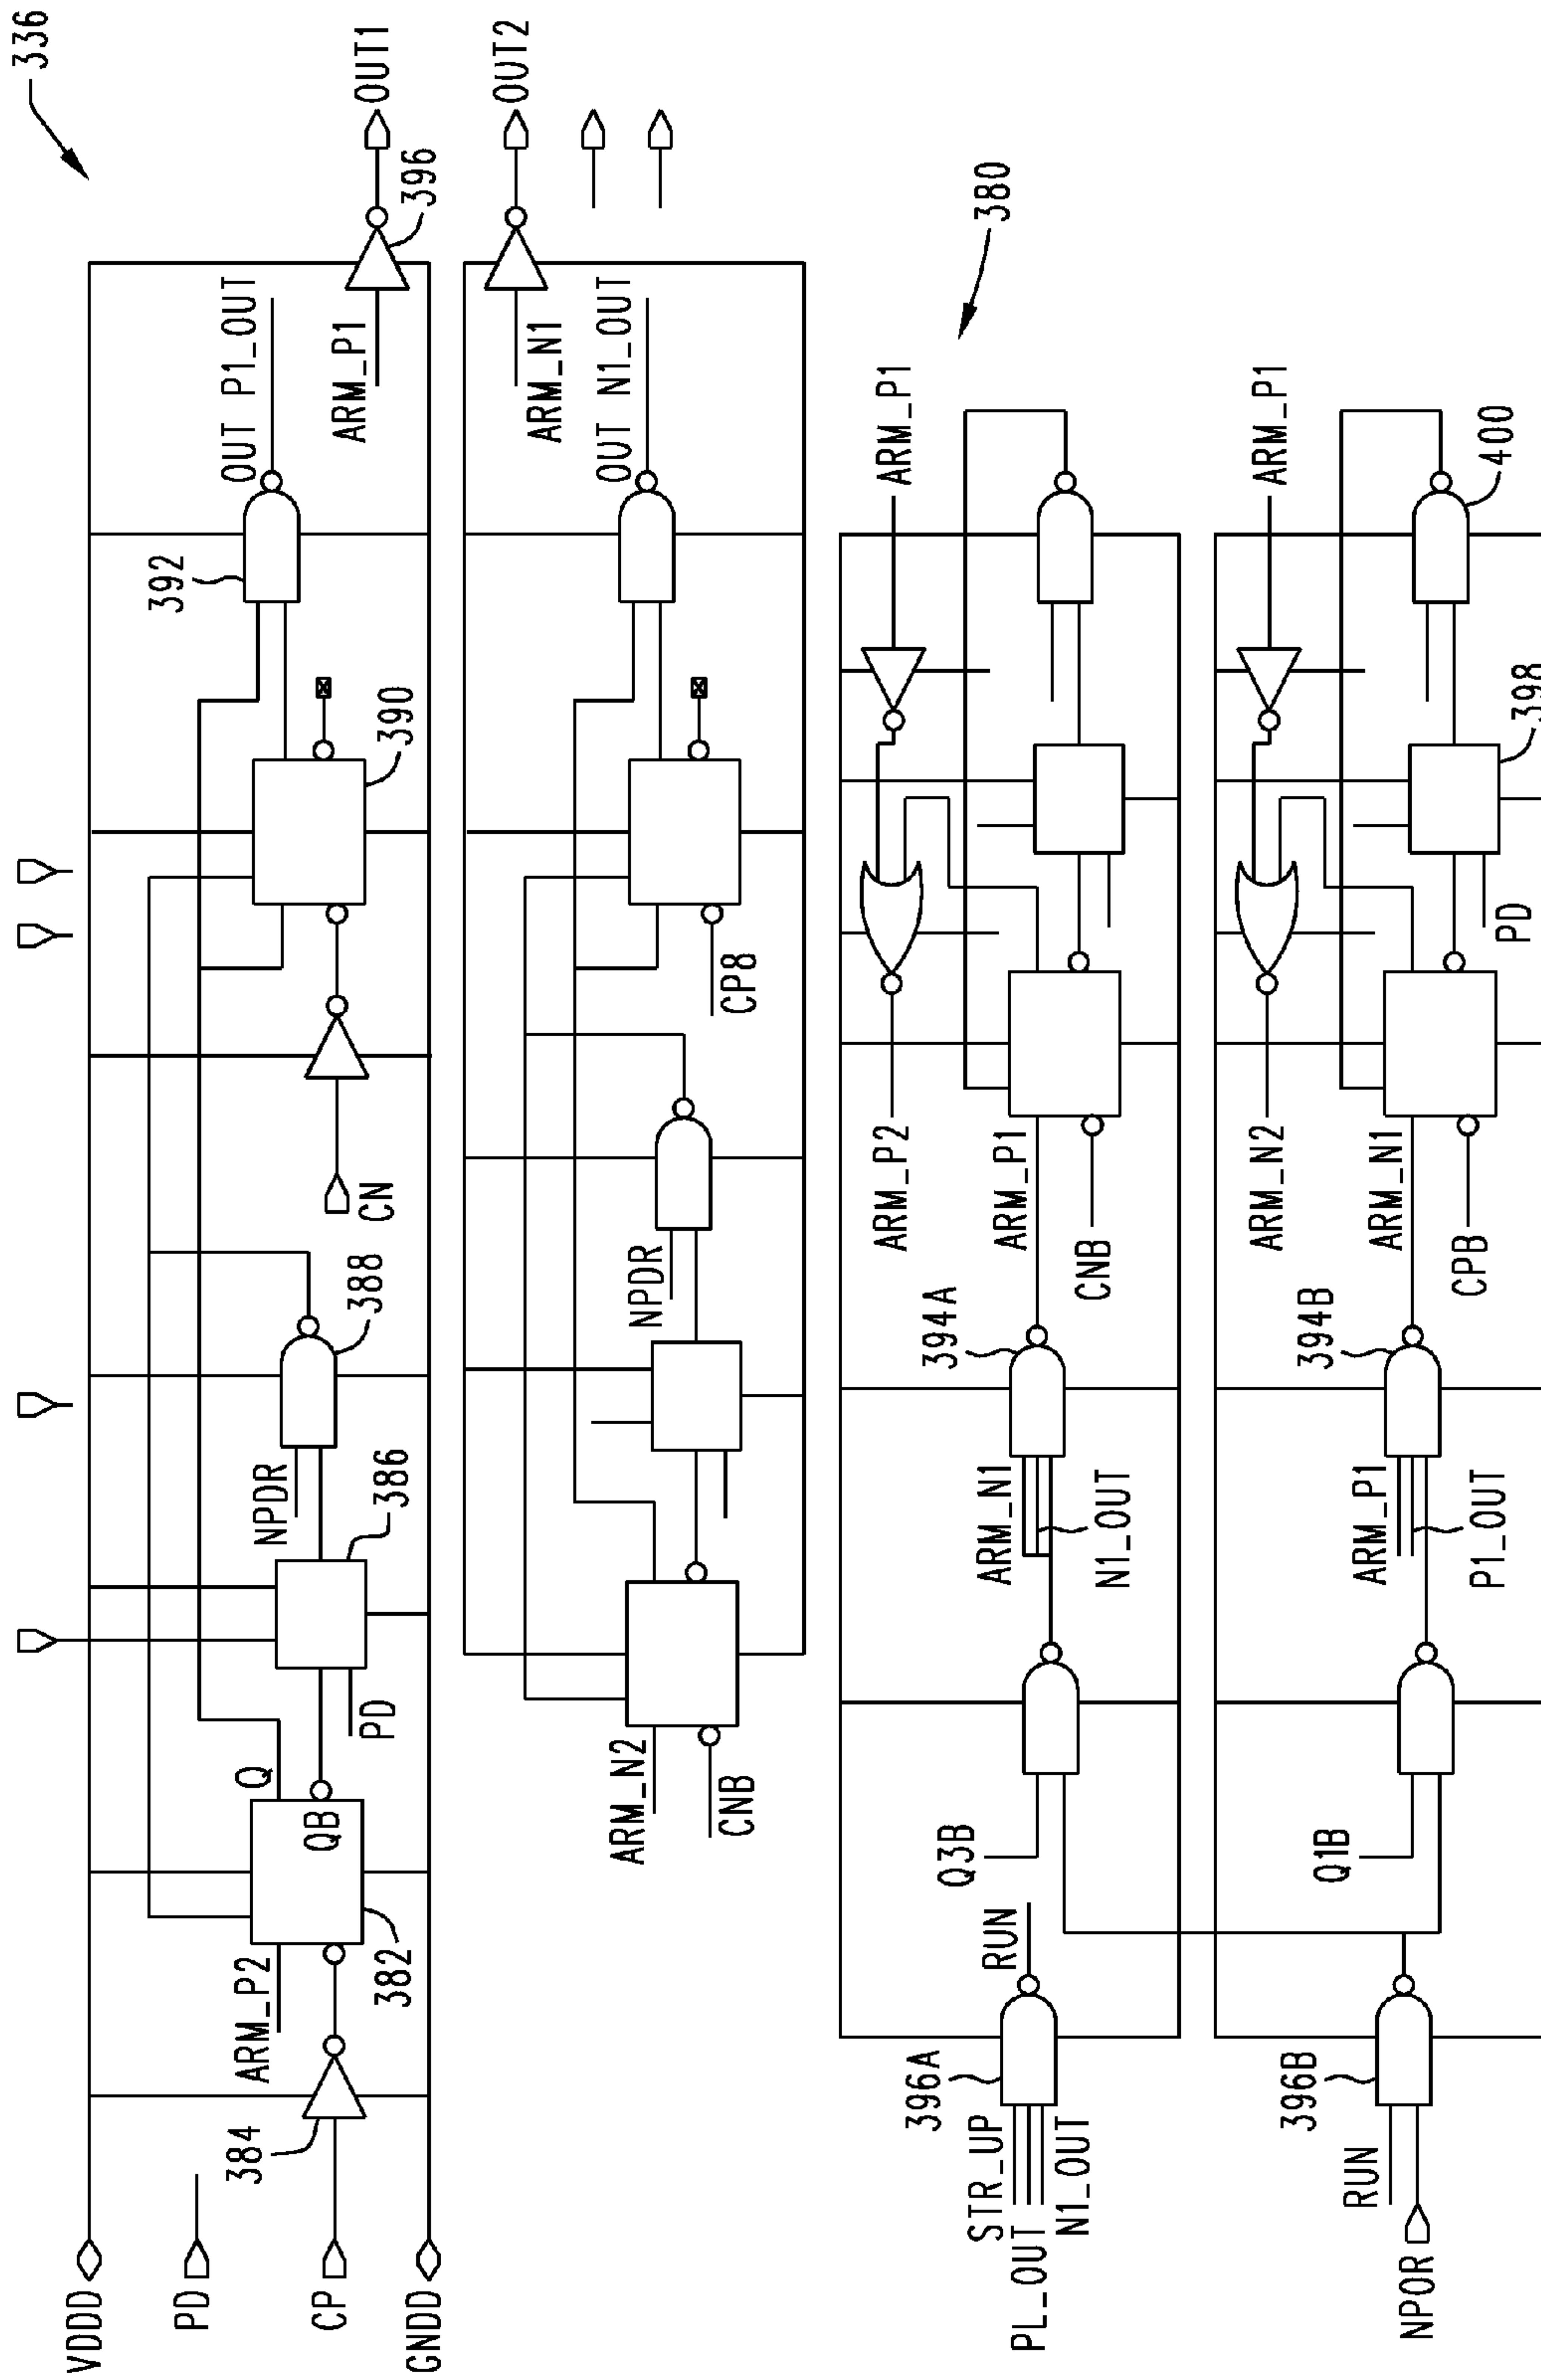 336
VDDD
PD
CP
GNDD
384
ARM_P2
382
Q
QB
PD
386
NPDR
388
CN
390
392
OUT P1_OUT
ARM_P1
396
OUT1
ARM_N2
CNB
NPDR
CP8
OUT N1_OUT
ARM_N1
OUT2
380
STR_UP
PL_OUT
N1_OUT
396A
RUN
Q3B
ARM_N1
N1_OUT
394A
ARM_P1
CNB
ARM_P2
ARM_P1
RUN
NPOR
396B
Q1B
ARM_P1
P1_OUT
394B
ARM_N1
CPB
ARM_N2
PD
398
400
ARM_P1